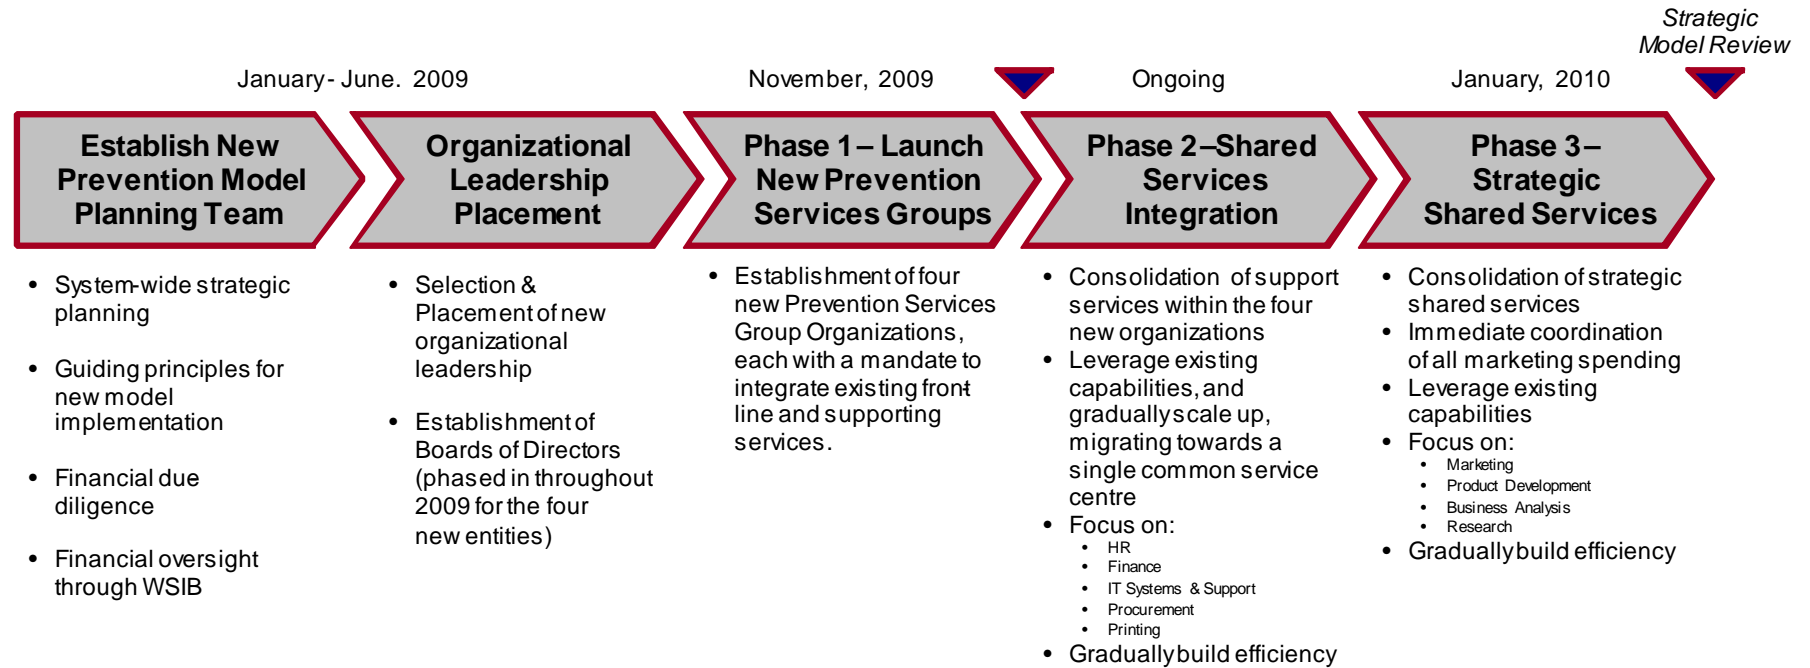 Strategic
Model Review
January - June. 2009
November, 2009
Ongoing
January, 2010
Establish New
Prevention Model
Planning Team
Organizational
Leadership
Placement
Phase 1 – Launch
New Prevention
Services Groups
Phase 2 –Shared
Services
Integration
Phase 3 –
Strategic
Shared Services
• System-wide strategic
planning
• Guiding principles for
new model
implementation
• Financial due
diligence
• Financial oversight
through WSIB
• Selection &
Placement of new
organizational
leadership
• Establishment of
Boards of Directors
(phased in throughout
2009 for the four
new entities)
• Establishment of four
new Prevention Services
Group Organizations,
each with a mandate to
integrate existing front-
line and supporting
services.
• Consolidation of support
services within the four
new organizations
• Leverage existing
capabilities, and
gradually scale up,
migrating towards a
single common service
centre
• Focus on:
• HR
• Finance
• IT Systems & Support
• Procurement
• Printing
• Gradually build efficiency
• Consolidation of strategic
shared services
• Immediate coordination
of all marketing spending
• Leverage existing
capabilities
• Focus on:
• Marketing
• Product Development
• Business Analysis
• Research
• Gradually build efficiency